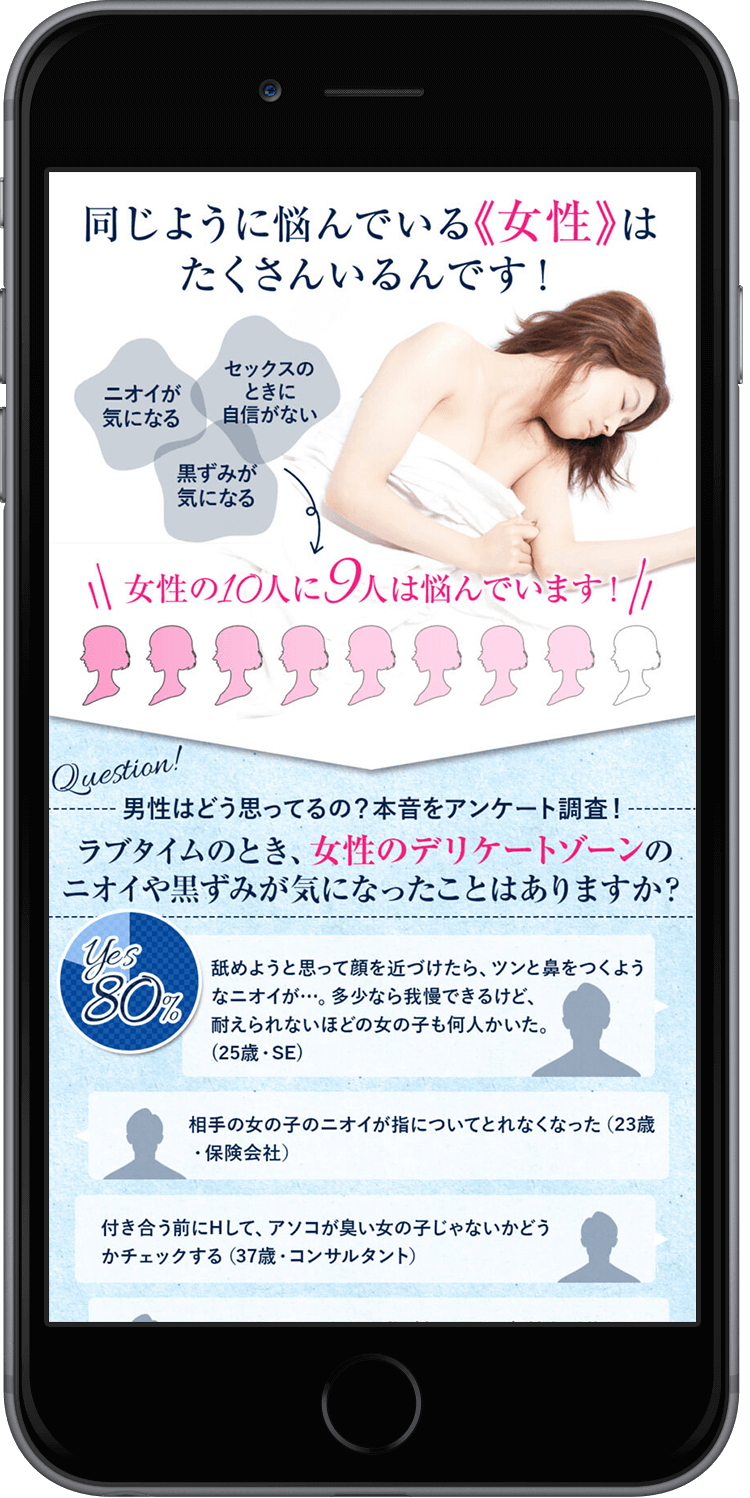 同じように悩んでいる《女性》は
たくさんいるんです！
ニオイが
気になる
セックスの
ときに
自信がない
黒ずみが
気になる
女性の10人に9人は悩んでいます！
Question!
男性はどう思ってるの？本音をアンケート調査！
ラブタイムのとき、女性のデリケートゾーンの
ニオイや黒ずみが気になったことはありますか？
Yes
80%
舐めようと思って顔を近づけたら、ツンと鼻をつくよう
なニオイが…。多少なら我慢できるけど、
耐えられないほどの女の子も何人かいた。
（25歳・SE）
相手の女の子のニオイが指についてとれなくなった（23歳
・保険会社）
付き合う前にHして、アソコが臭い女の子じゃないかどう
かチェックする（37歳・コンサルタント）